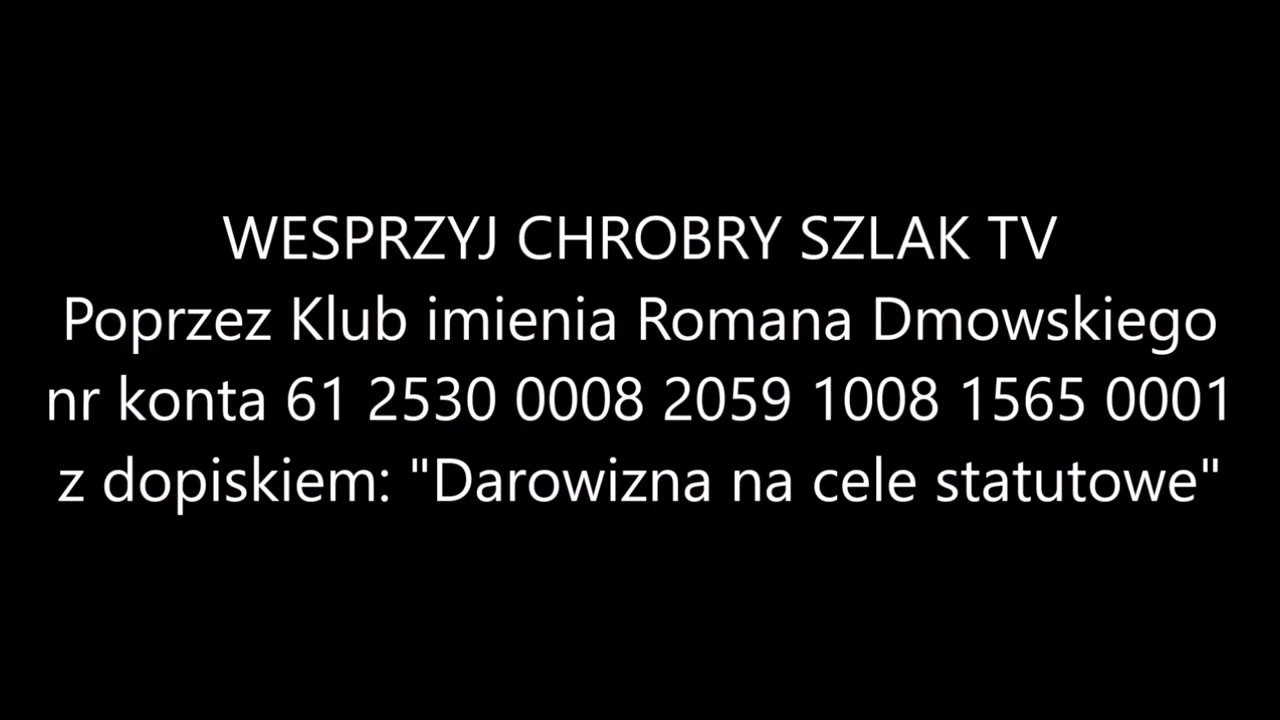 WESPRZYJ CHROBRY SZLAK TV
Poprzez Klub imienia Romana Dmowskiego
nr konta 61 2530 0008 2059 1008 1565 0001
z dopiskiem: "Darowizna na cele statutowe"